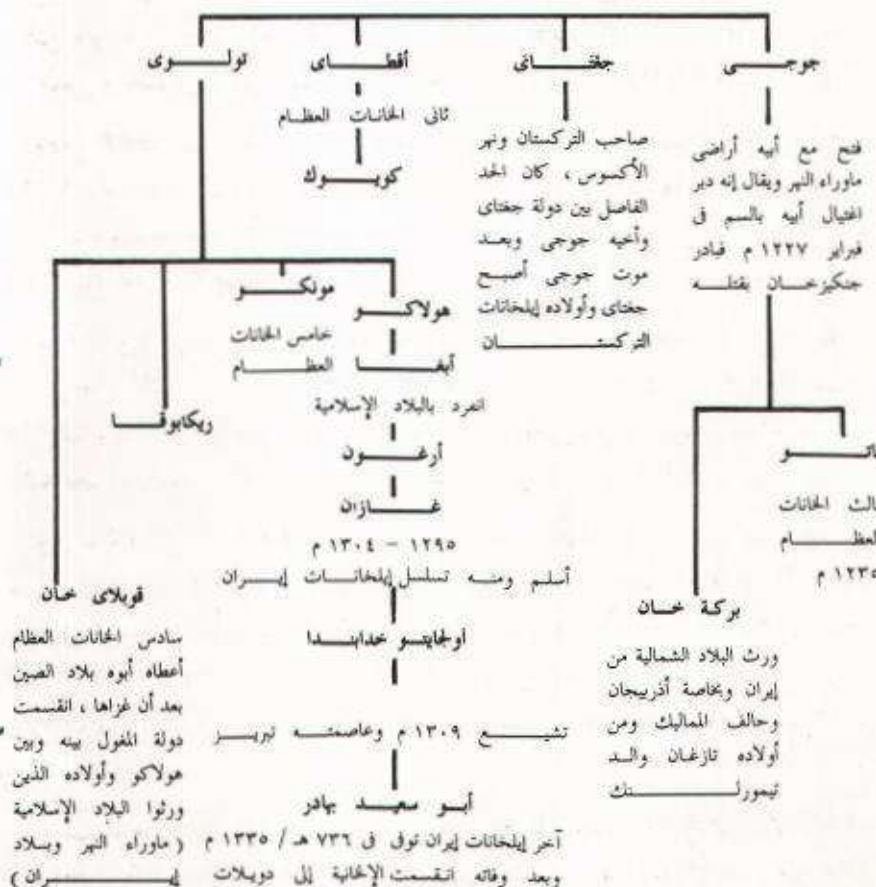 جوجى
جغتاى
أقطاى
تولوى
فتح مع أبيه أراضى
ماوراء النهر ويقال إنه دبر
اغتيال أبيه بالسم فى
فبراير ١٢٢٧ م فبادر
جنكيزخان بقتله
صاحب التركستان ونهر
الأكسوس ، كان الحد
الفاصل بين دولة جغتاى
وأخيه جوجى وبعد
موت جوجى أصبح
جغتاى وأولاده إيلخانات
التركستان
ثانى الخانات العظام
كويوك
مونكو
خامس الخانات
العظام
هولاكو
أبغا
انفرد بالبلاد الإسلامية
أرغون
غازان
١٢٩٥ – ١٣٠٤ م
أسلم ومنه تسلسل إيلخانات إيران
أولجايتو خدابندا
تشيع ١٣٠٩ م وعاصمته تبريز
أبو سعيد بهادر
آخر إيلخانات إيران توفى فى ٧٣٦ هـ / ١٣٣٥ م
وبعد وفاته انقسمت الإلخانية إلى دويلات
ريكابوقا
قوبلاى خان
سادس الخانات العظام
أعطاه أبوه بلاد الصين
بعد أن غزاها ، انقسمت
دولة المغول بينه وبين
هولاكو وأولاده الذين
ورثوا البلاد الإسلامية
( ماوراء النهر وبلاد
إيران )
اتو
الث الخانات
لعظام
١٢٣٥ م
بركة خان
ورث البلاد الشمالية من
إيران وبخاصة أذربيجان
وحالف المماليك ومن
أولاده تازغان والد
تيمورلنك